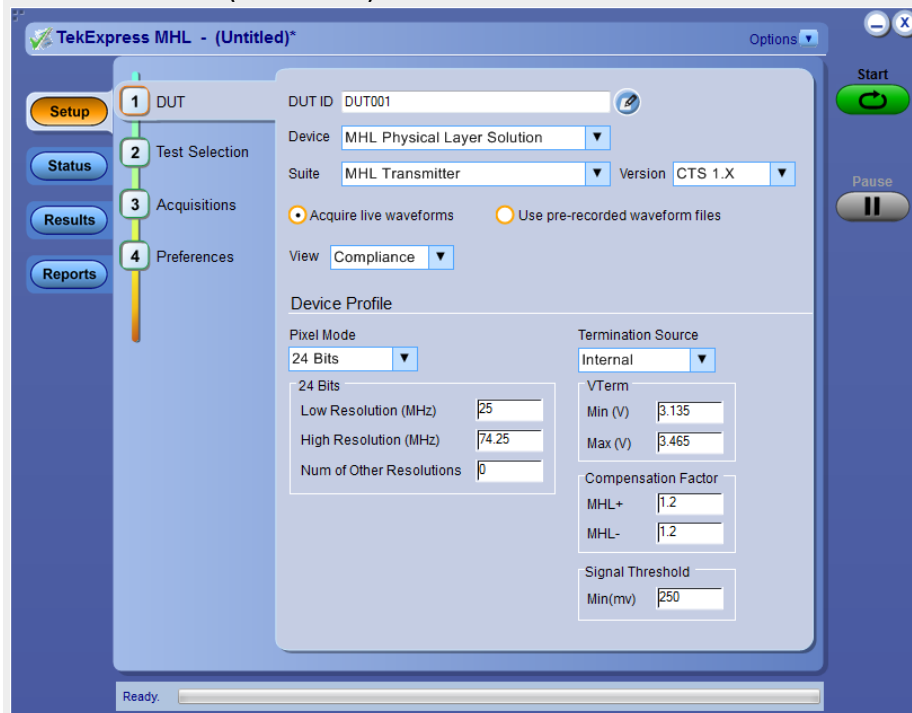 TekExpress MHL - (Untitled)*
Options
Start
Pause
Setup
Status
Results
Reports
1 DUT
2 Test Selection
3 Acquisitions
4 Preferences
DUT ID DUT001
Device MHL Physical Layer Solution
Suite MHL Transmitter Version CTS 1.X
Acquire live waveforms Use pre-recorded waveform files
View Compliance
Device Profile
Pixel Mode
24 Bits
24 Bits
Low Resolution (MHz) 25
High Resolution (MHz) 74.25
Num of Other Resolutions 0
Termination Source
Internal
VTerm
Min (V) 3.135
Max (V) 3.465
Compensation Factor
MHL+ 1.2
MHL- 1.2
Signal Threshold
Min(mv) 250
Ready.